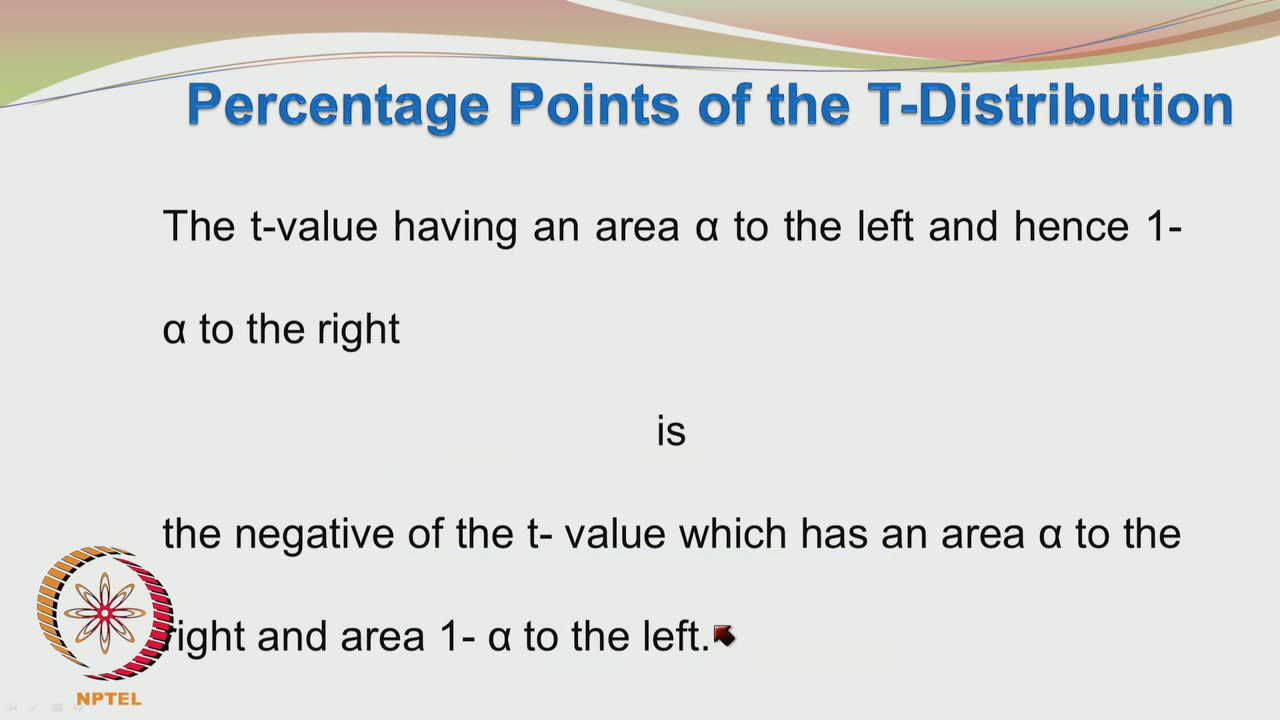 Percentage Points of the T-Distribution
The t-value having an area α to the left and hence 1-
α to the right
is
the negative of the t- value which has an area α to the
right and area 1- α to the left.
NPTEL